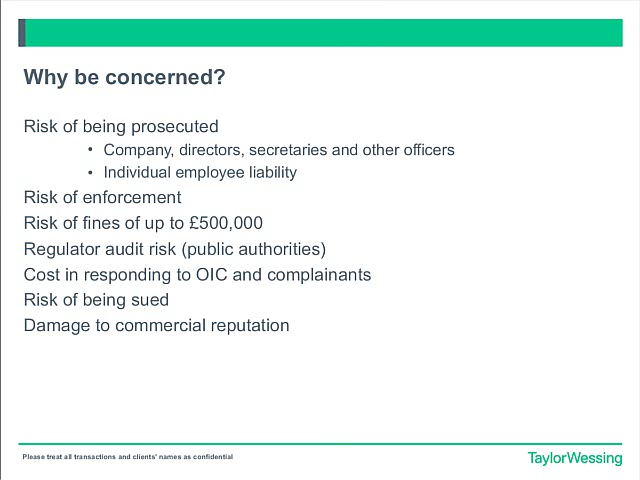 Why be concerned?
Risk of being prosecuted
• Company, directors, secretaries and other officers
• Individual employee liability
Risk of enforcement
Risk of fines of up to £500,000
Regulator audit risk (public authorities)
Cost in responding to OIC and complainants
Risk of being sued
Damage to commercial reputation
Please treat all transactions and clients' names as confidential
TaylorWessing